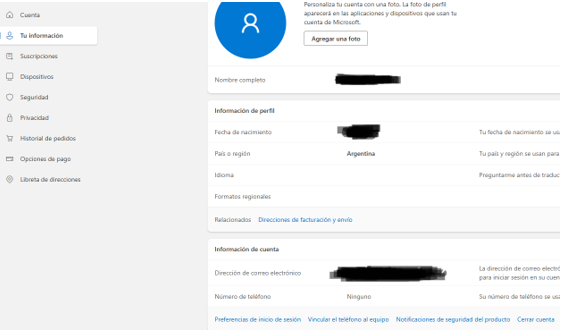 Cuenta
Tu información
Suscripciones
Dispositivos
Seguridad
Privacidad
Historial de pedidos
Opciones de pago
Libreta de direcciones
Personaliza tu cuenta con una foto. La foto de perfil
aparecerá en las aplicaciones y dispositivos que usan tu
cuenta de Microsoft.
Agregar una foto
Nombre completo
Información de perfil
Fecha de nacimiento Tu fecha de nacimiento se us
País o región Argentina Tu país y región se usan para
Idioma Preguntarme antes de traduc
Formatos regionales
Relacionados Direcciones de facturación y envío
Información de cuenta
Dirección de correo electrónico La dirección de correo electró
para iniciar sesión en su cuen
Número de teléfono Ninguno Su número de teléfono se usa
Preferencias de inicio de sesión Vincular el teléfono al equipo Notificaciones de seguridad del producto Cerrar cuenta